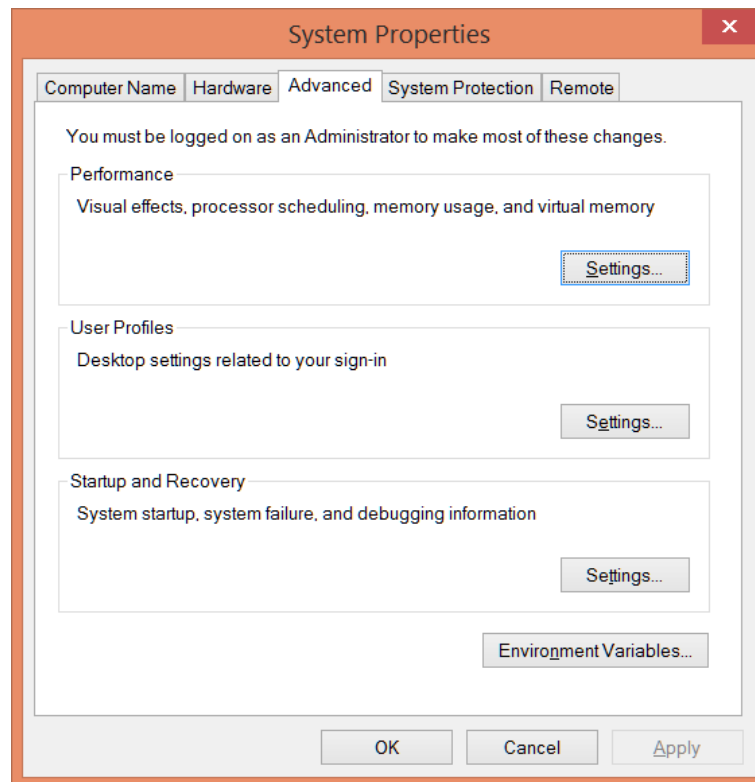 System Properties
x
Computer Name Hardware Advanced System Protection Remote
You must be logged on as an Administrator to make most of these changes.
Performance
Visual effects, processor scheduling, memory usage, and virtual memory
Settings...
User Profiles
Desktop settings related to your sign-in
Settings...
Startup and Recovery
System startup, system failure, and debugging information
Settings...
Environment Variables...
OK Cancel Apply